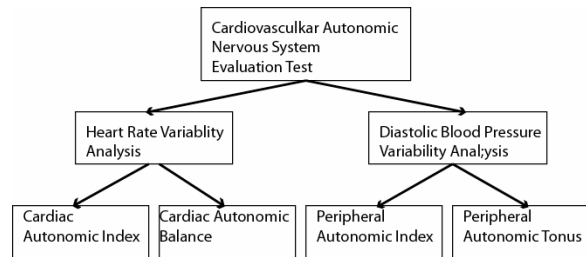 Cardiovasculkar Autonomic
Nervous System
Evaluation Test
Heart Rate Variablity
Analysis
Diastolic Blood Pressure
Variability Anal;ysis
Cardiac
Autonomic Index
Cardiac Autonomic
Balance
Peripheral
Autonomic Index
Peripheral
Autonomic Tonus